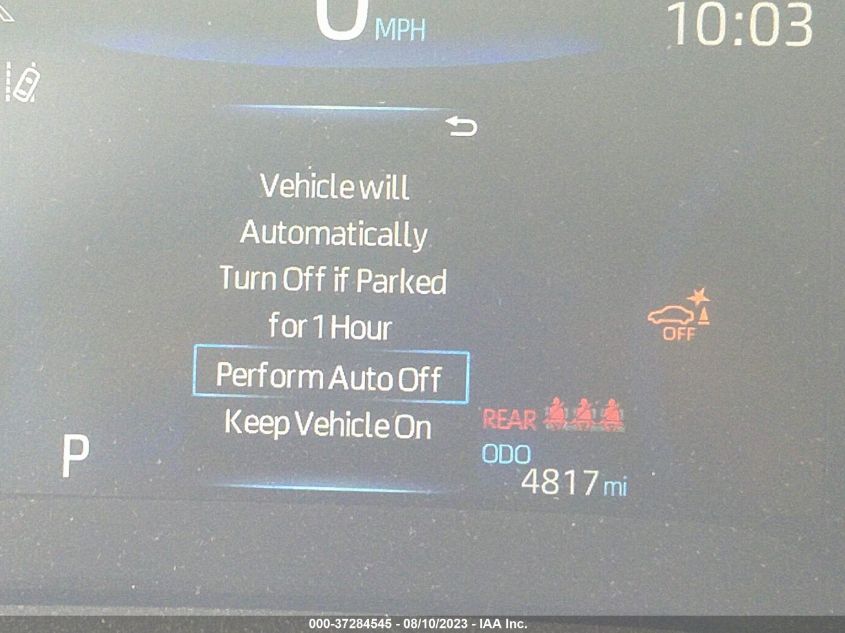 0 MPH
10:03
Vehicle will
Automatically
Turn Off if Parked
for 1 Hour
Perform Auto Off
Keep Vehicle On
OFF
REAR
ODO
4817 mi
P
000-37284545 - 08/10/2023 - IAA Inc.